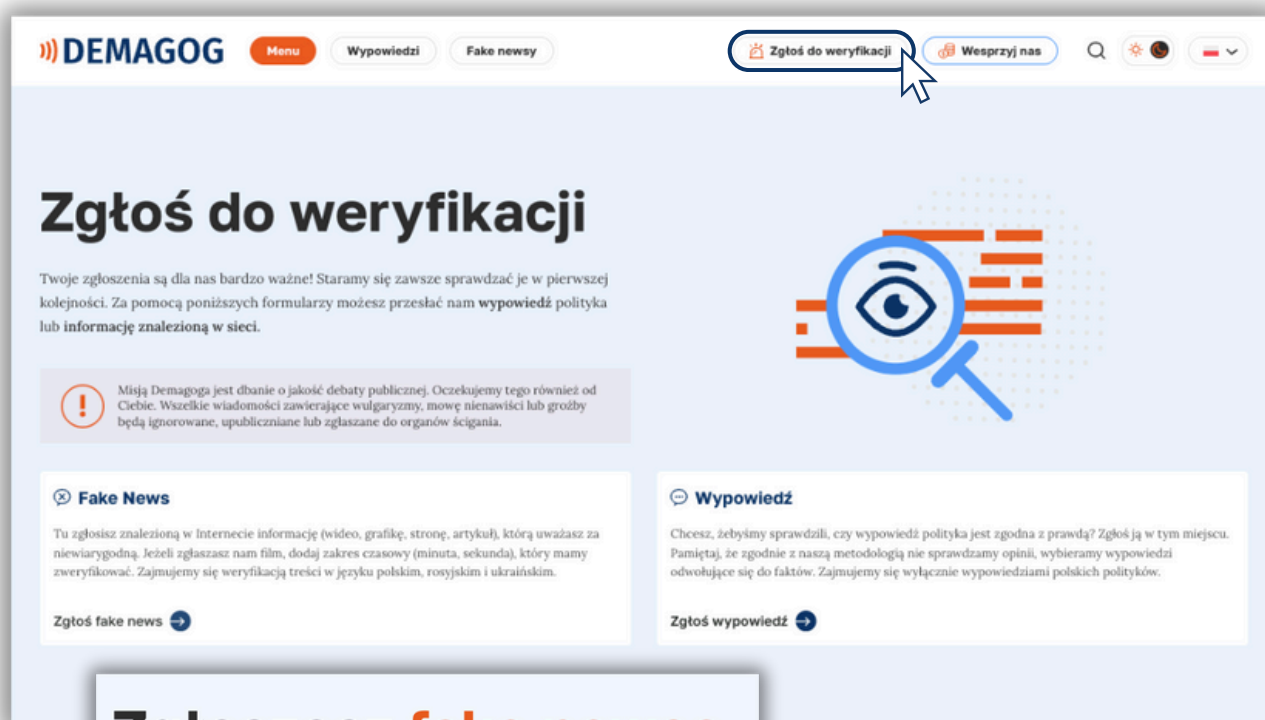 DEMAGOG
Menu
Wypowiedzi
Fake newsy
Zgłoś do weryfikacji
Wesprzyj nas
Zgłoś do weryfikacji
Twoje zgłoszenia są dla nas bardzo ważne! Staramy się zawsze sprawdzać je w pierwszej
kolejności. Za pomocą poniższych formularzy możesz przesłać nam wypowiedź polityka
lub informację znalezioną w sieci.
Misją Demagoga jest dbanie o jakość debaty publicznej. Oczekujemy tego również od
Ciebie. Wszelkie wiadomości zawierające wulgaryzmy, mowę nienawiści lub groźby
będą ignorowane, upubliczniane lub zgłaszane do organów ścigania.
Fake News
Tu zgłosisz znalezioną w Internecie informację (wideo, grafikę, stronę, artykuł), którą uważasz za
niewiarygodną. Jeżeli zgłaszasz nam film, dodaj zakres czasowy (minuta, sekunda), który mamy
zweryfikować. Zajmujemy się weryfikacją treści w języku polskim, rosyjskim i ukraińskim.
Zgłoś fake news
Wypowiedź
Chcesz, żebyśmy sprawdzili, czy wypowiedź polityka jest zgodna z prawdą? Zgłoś ją w tym miejscu.
Pamiętaj, że zgodnie z naszą metodologią nie sprawdzamy opinii, wybieramy wypowiedzi
odwołujące się do faktów. Zajmujemy się wyłącznie wypowiedziami polskich polityków.
Zgłoś wypowiedź